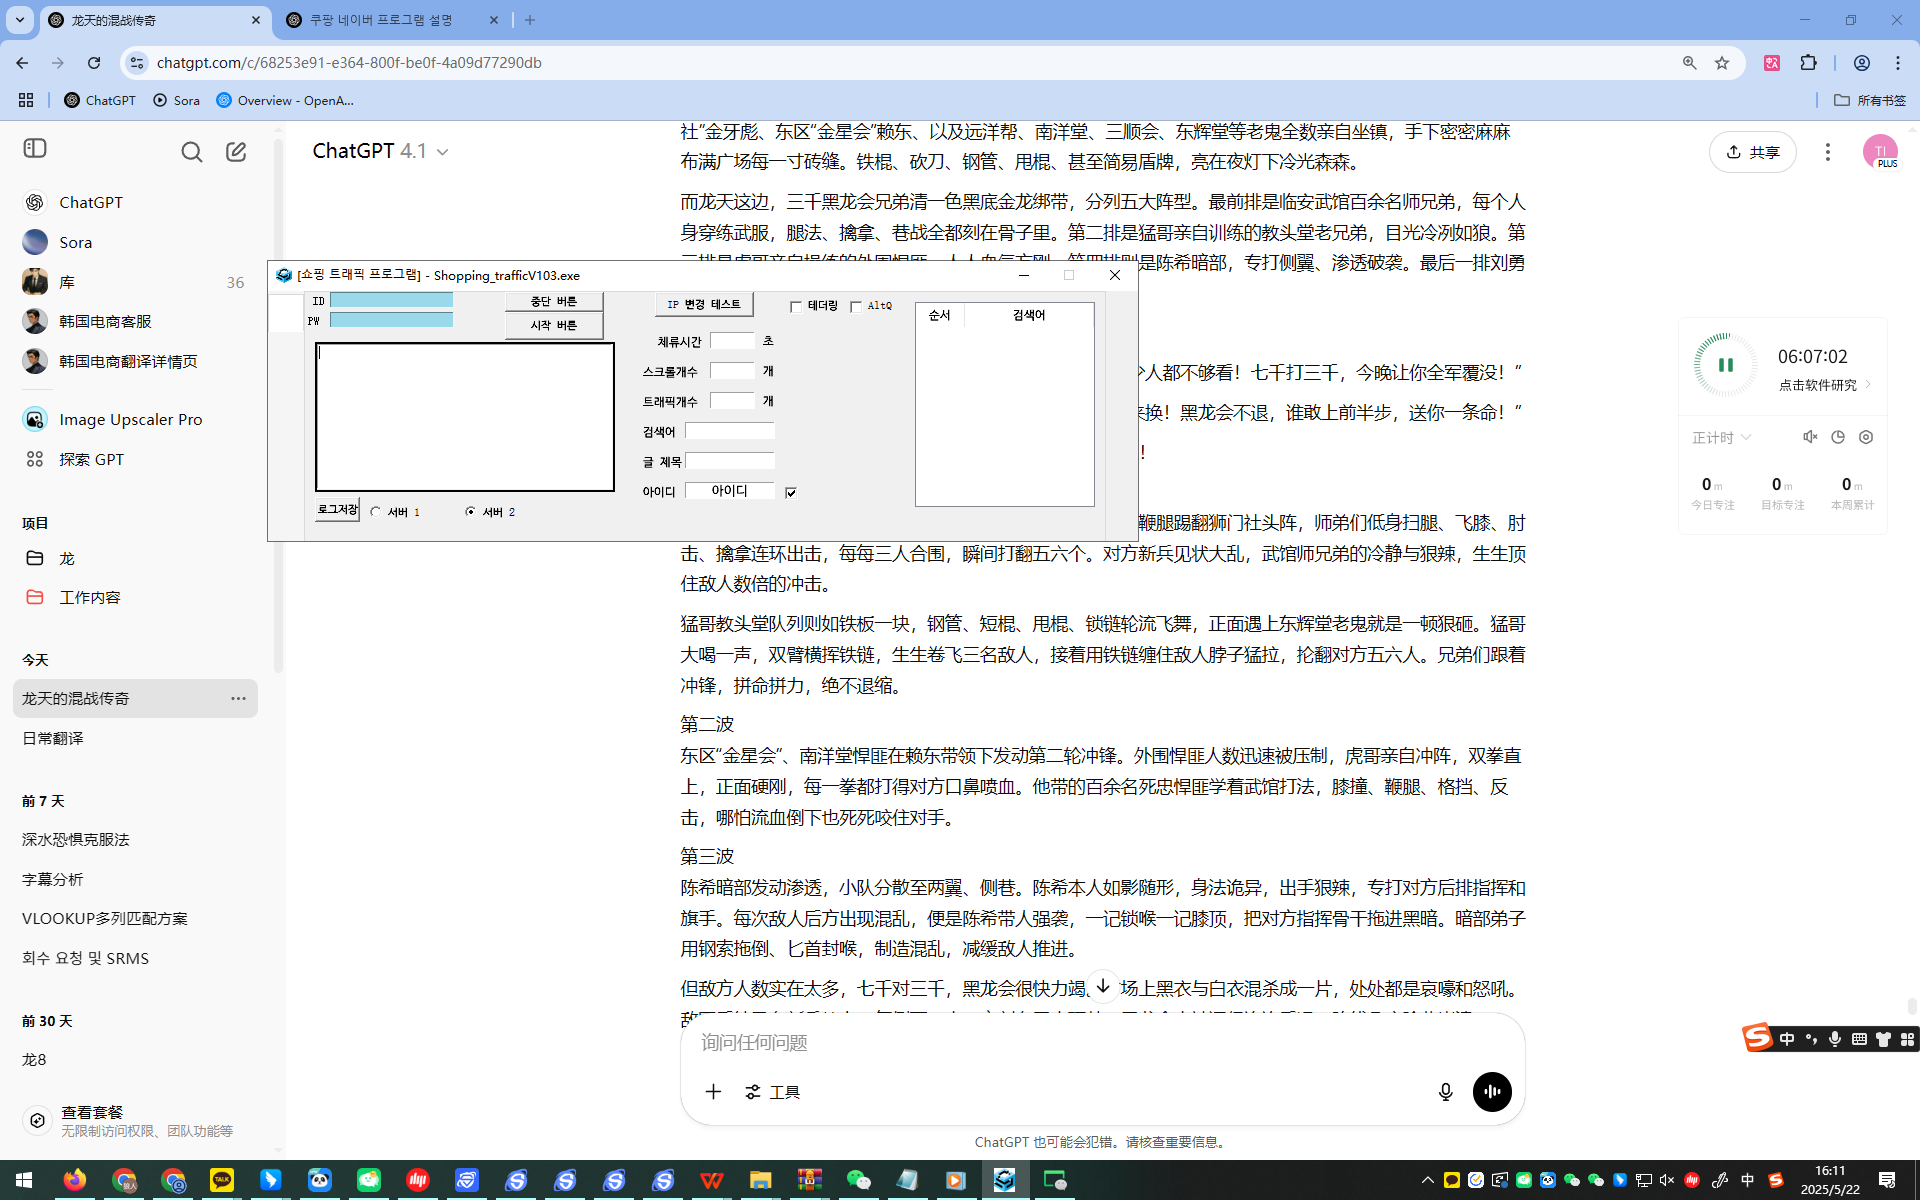 龙天的混战传奇
쿠팡 네이버 프로그램 설명
chatgpt.com/c/68253e91-e364-800f-be0f-4a09d77290db
ChatGPT
Sora
Overview - OpenA...
所有书签
ChatGPT 4.1
共享
TI
PLUS
ChatGPT
Sora
库
36
韩国电商客服
韩国电商翻译详情页
Image Upscaler Pro
探索 GPT
项目
龙
工作内容
今天
龙天的混战传奇
日常翻译
前 7 天
深水恐惧克服法
字幕分析
VLOOKUP多列匹配方案
회수 요청 및 SRMS
前 30 天
龙8
查看套餐
无限制访问权限、团队功能等
社“金牙彪、东区“金星会”赖东、以及远洋帮、南洋堂、三顺会、东辉堂等老鬼全数亲自坐镇，手下密密麻麻
布满广场每一寸砖缝。铁棍、砍刀、钢管、甩棍、甚至简易盾牌，亮在夜灯下冷光森森。
而龙天这边，三千黑龙会兄弟清一色黑底金龙绑带，分列五大阵型。最前排是临安武馆百余名师兄弟，每个人
身穿练武服，腿法、擒拿、巷战全都刻在骨子里。第二排是猛哥亲自训练的教头堂老兄弟，目光冷冽如狼。第
是陈希暗部，专打侧翼、渗透破袭。最后一排刘勇
[쇼핑 트래픽 프로그램] - Shopping_trafficV103.exe
ID
PW
중단 버튼
시작 버튼
IP 변경 테스트
테더링
AltQ
체류시간
초
스크롤개수
개
트래픽개수
개
검색어
글 제목
아이디
아이디
순서
검색어
로그저장
서버 1
서버 2
人都不够看！七千打三千，今晚让你全军覆没！”
换！黑龙会不退，谁敢上前半步，送你一条命！”
！
鞭腿踢翻狮门社头阵，师弟们低身扫腿、飞膝、肘
击、擒拿连环出击，每每三人合围，瞬间打翻五六个。对方新兵见状大乱，武馆师兄弟的冷静与狠辣，生生顶
住敌人数倍的冲击。
猛哥教头堂队列则如铁板一块，钢管、短棍、甩棍、锁链轮流飞舞，正面遇上东辉堂老鬼就是一顿狠砸。猛哥
大喝一声，双臂横挥铁链，生生卷飞三名敌人，接着用铁链缠住敌人脖子猛拉，抡翻对方五六人。兄弟们跟着
冲锋，拼命拼力，绝不退缩。
第二波
东区“金星会”、南洋堂悍匪在赖东带领下发动第二轮冲锋。外围悍匪人数迅速被压制，虎哥亲自冲阵，双拳直
上，正面硬刚，每一拳都打得对方口鼻喷血。他带的百余名死忠悍匪学着武馆打法，膝撞、鞭腿、格挡、反
击，哪怕流血倒下也死死咬住对手。
第三波
陈希暗部发动渗透，小队分散至两翼、侧巷。陈希本人如影随形，身法诡异，出手狠辣，专打对方后排指挥和
旗手。每次敌人后方出现混乱，便是陈希带人强袭，一记锁喉一记膝顶，把对方指挥骨干拖进黑暗。暗部弟子
用钢索拖倒、匕首封喉，制造混乱，减缓敌人推进。
但敌方人数实在太多，七千对三千，黑龙会很快力竭 场上黑衣与白衣混杀成一片，处处都是哀嚎和怒吼。
询问任何问题
工具
ChatGPT 也可能会犯错。请核查重要信息。
06:07:02
点击软件研究
正计时
0 m
0 m
0 m
今日专注
目标专注
本周累计
中
中
16:11
2025/5/22